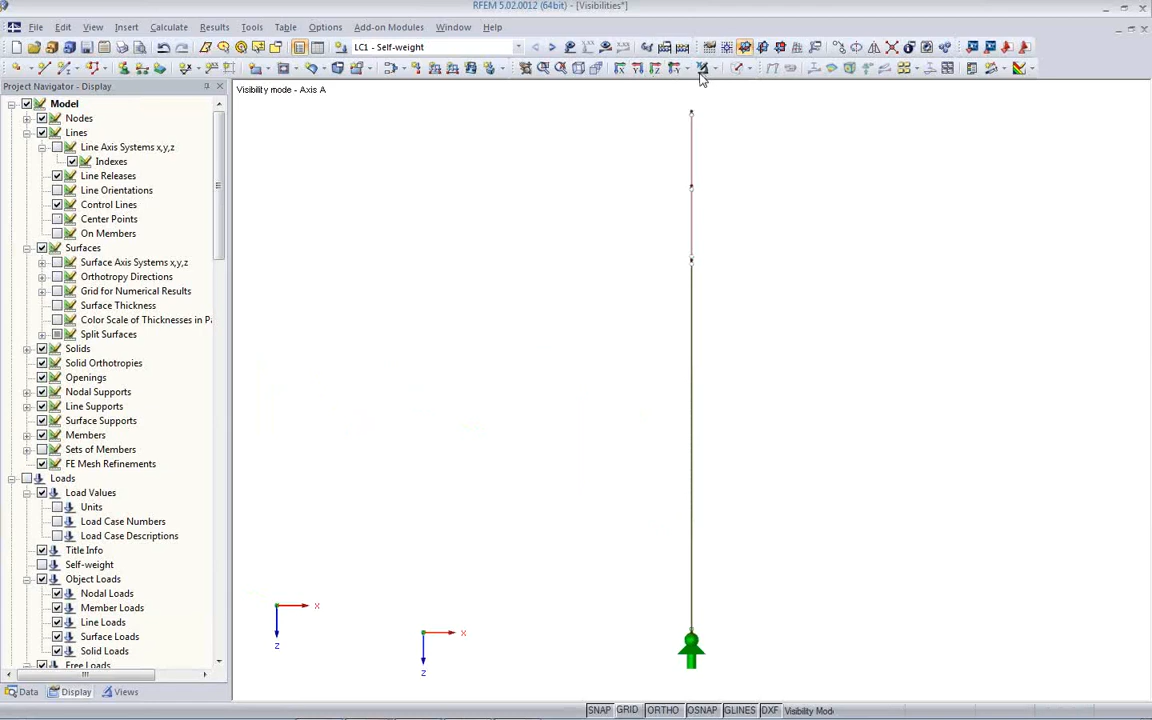 RFEM 5.02.0012 (64bit) - [Visibilities*]
File Edit View Insert Calculate Results Tools Table Options Add-on Modules Window Help
LC1 - Self-weight
Project Navigator - Display
Visibility mode - Axis A
Model
Nodes
Lines
Line Axis Systems x,y,z
Indexes
Line Releases
Line Orientations
Control Lines
Center Points
On Members
Surfaces
Surface Axis Systems x,y,z
Orthotropy Directions
Grid for Numerical Results
Surface Thickness
Color Scale of Thicknesses in Pa
Split Surfaces
Solids
Solid Orthotropies
Openings
Nodal Supports
Line Supports
Surface Supports
Members
Sets of Members
FE Mesh Refinements
Loads
Load Values
Units
Load Case Numbers
Load Case Descriptions
Title Info
Self-weight
Object Loads
Nodal Loads
Member Loads
Line Loads
Surface Loads
Solid Loads
Free Loads
X
Z
X
Z
Data Display Views
SNAP GRID ORTHO OSNAP GLINES DXF Visibility Mod